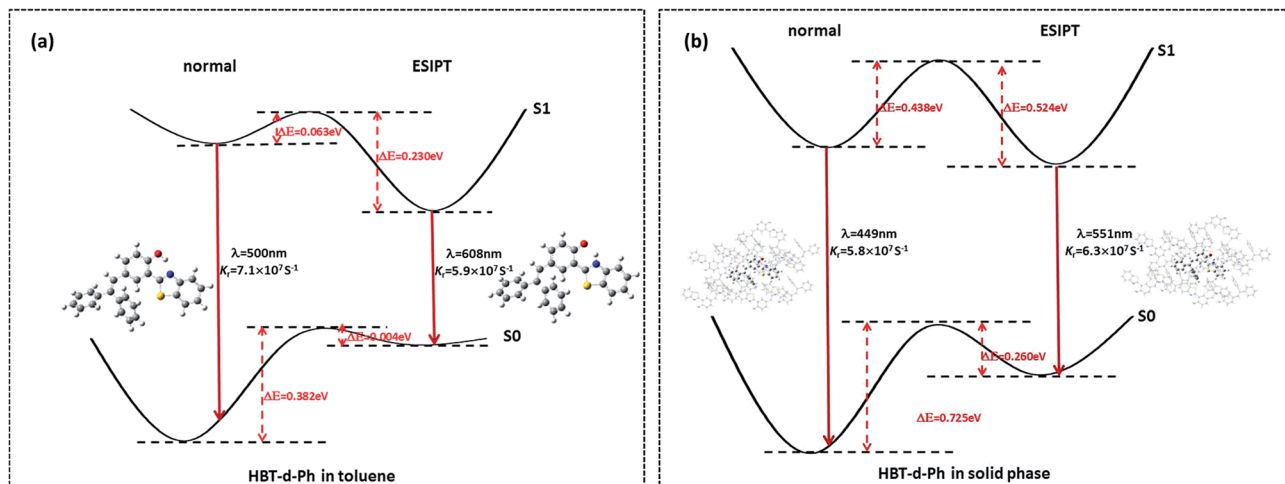 (a)
normal
ESIPT
S1
ΔE=0.063eV
ΔE=0.230eV
λ=500nm
Kr=7.1×10⁷S⁻¹
λ=608nm
Kr=5.9×10⁷S⁻¹
S0
ΔE=0.004eV
ΔE=0.382eV
HBT-d-Ph in toluene
(b)
normal
ESIPT
S1
ΔE=0.438eV
ΔE=0.524eV
λ=449nm
Kr=5.8×10⁷S⁻¹
λ=551nm
Kr=6.3×10⁷S⁻¹
S0
ΔE=0.260eV
ΔE=0.725eV
HBT-d-Ph in solid phase